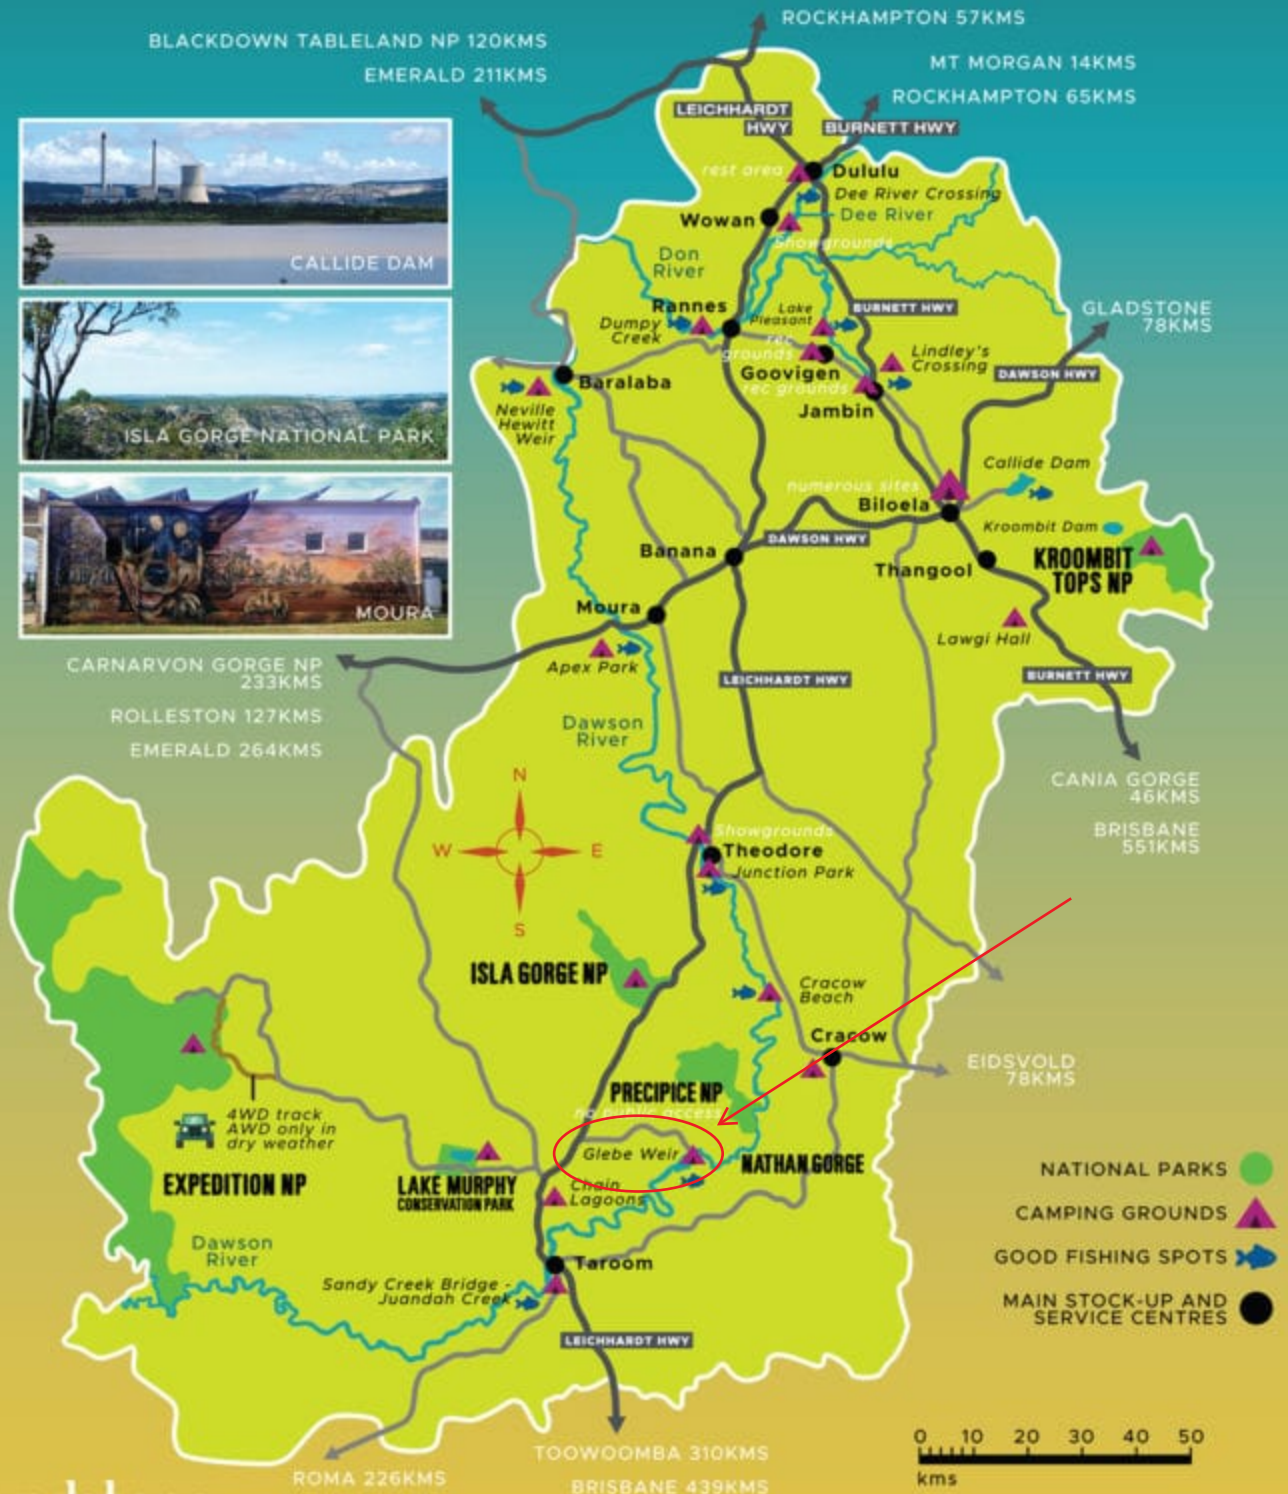 ROCKHAMPTON 57KMS
BLACKDOWN TABLELAND NP 120KMS
EMERALD 211KMS
MT MORGAN 14KMS
ROCKHAMPTON 65KMS
LEICHHARDT
HWY
BURNETT HWY
rest area
Dululu
Dee River Crossing
Wowan
Dee River
Showgrounds
CALLIDE DAM
Don
River
Rannes
Dumpy
Creek
Lake
Pleasant
BURNETT HWY
GLADSTONE
78KMS
rec
grounds
Goovigen
Lindley's
Crossing
DAWSON HWY
rec grounds
Jambin
Baralaba
Neville
Hewitt
Weir
ISLA GORGE NATIONAL PARK
Callide Dam
numerous sites
Biloela
Kroombit Dam
DAWSON HWY
Banana
Thangool
KROOMBIT
TOPS NP
MOURA
Moura
Lawgi Hall
Apex Park
CARNARVON GORGE NP
233KMS
LEICHHARDT HWY
BURNETT HWY
ROLLESTON 127KMS
EMERALD 264KMS
Dawson
River
CANIA GORGE
46KMS
BRISBANE
551KMS
N
W
E
S
Showgrounds
Theodore
Junction Park
ISLA GORGE NP
Cracow
Beach
Cracow
EIDSVOLD
78KMS
PRECIPICE NP
no public access
4WD track
AWD only in
dry weather
EXPEDITION NP
LAKE MURPHY
CONSERVATION PARK
Glebe Weir
NATHAN GORGE
Chain
Lagoons
NATIONAL PARKS
CAMPING GROUNDS
GOOD FISHING SPOTS
MAIN STOCK-UP AND
SERVICE CENTRES
Dawson
River
Taroom
Sandy Creek Bridge -
Juandah Creek
LEICHHARDT HWY
TOOWOOMBA 310KMS
BRISBANE 439KMS
ROMA 226KMS
0 10 20 30 40 50
kms